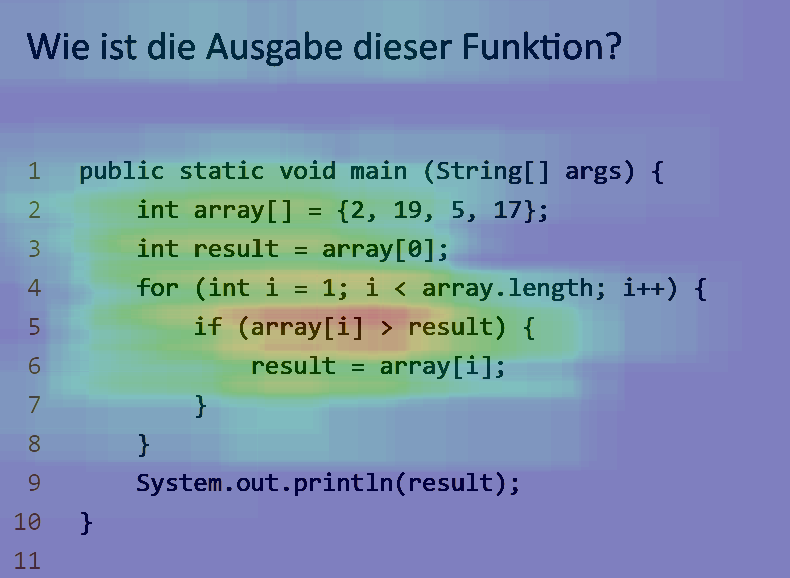 Wie ist die Ausgabe dieser Funktion?
1 public static void main (String[] args) {
2 int array[] = {2, 19, 5, 17};
3 int result = array[0];
4 for (int i = 1; i < array.length; i++) {
5 if (array[i] > result) {
6 result = array[i];
7 }
8 }
9 System.out.println(result);
10 }
11